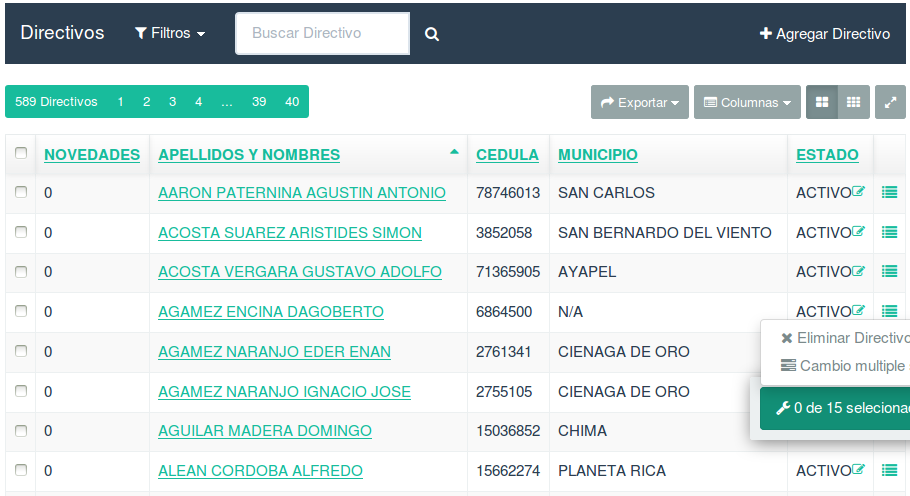 Directivos Filtros Buscar Directivo Agregar Directivo
589 Directivos 1 2 3 4 ... 39 40 Exportar Columnas
NOVEDADES APELLIDOS Y NOMBRES CEDULA MUNICIPIO ESTADO
0 AARON PATERNINA AGUSTIN ANTONIO 78746013 SAN CARLOS ACTIVO
0 ACOSTA SUAREZ ARISTIDES SIMON 3852058 SAN BERNARDO DEL VIENTO ACTIVO
0 ACOSTA VERGARA GUSTAVO ADOLFO 71365905 AYAPEL ACTIVO
0 AGAMEZ ENCINA DAGOBERTO 6864500 N/A ACTIVO
Eliminar Directivo
0 AGAMEZ NARANJO EDER ENAN 2761341 CIENAGA DE ORO
Cambio multiple
0 AGAMEZ NARANJO IGNACIO JOSE 2755105 CIENAGA DE ORO
0 de 15 selecionad
0 AGUILAR MADERA DOMINGO 15036852 CHIMA
0 ALEAN CORDOBA ALFREDO 15662274 PLANETA RICA ACTIVO